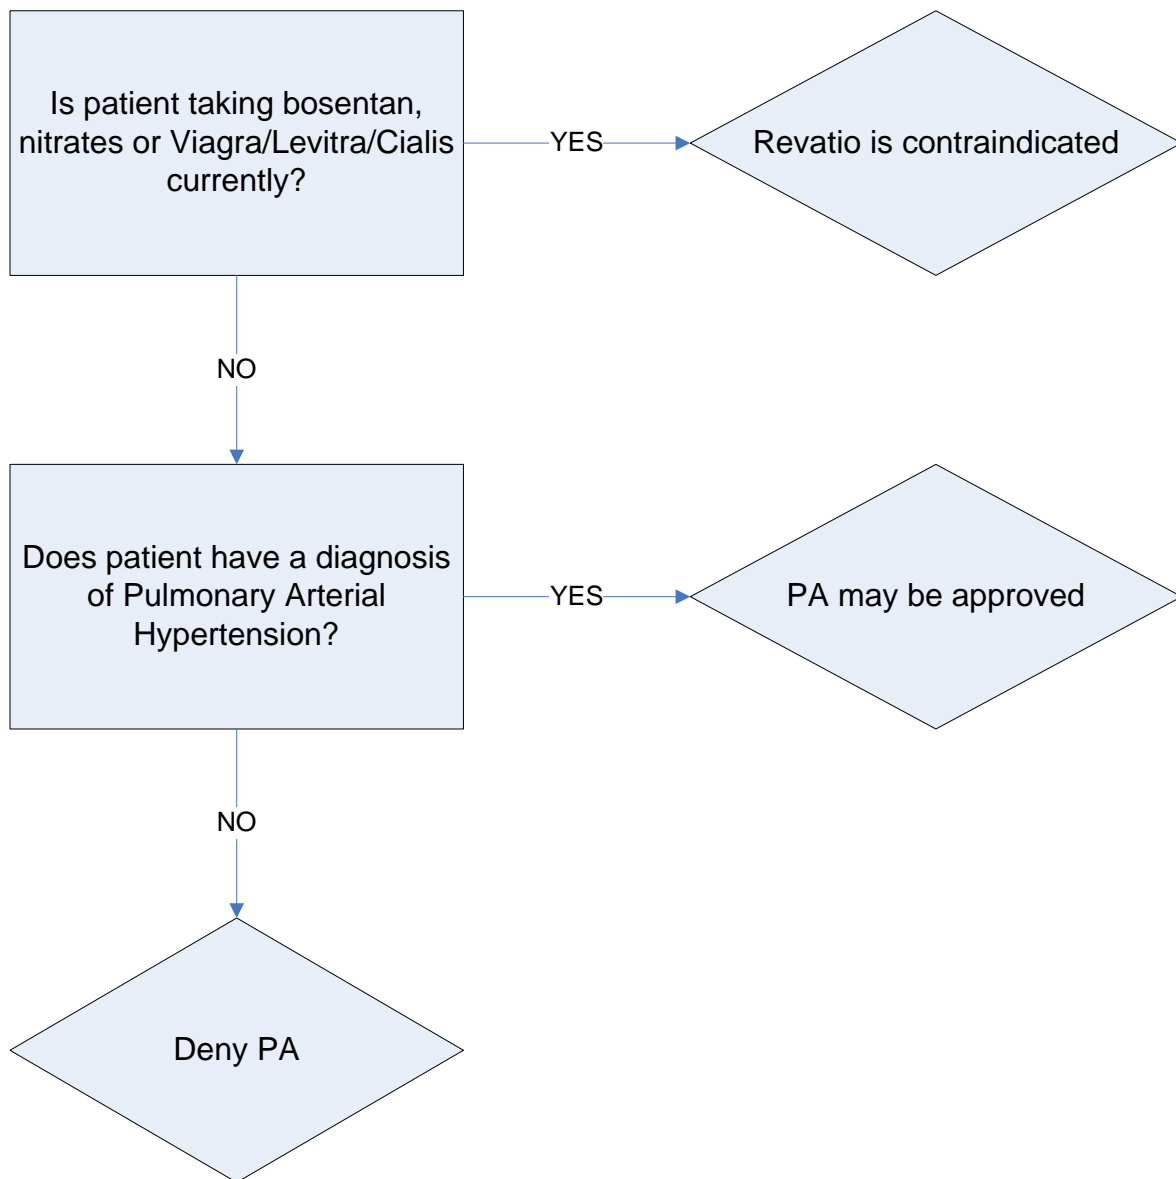 Is patient taking bosentan,
nitrates or Viagra/Levitra/Cialis
currently?
YES
Revatio is contraindicated
NO
Does patient have a diagnosis
of Pulmonary Arterial
Hypertension?
YES
PA may be approved
NO
Deny PA